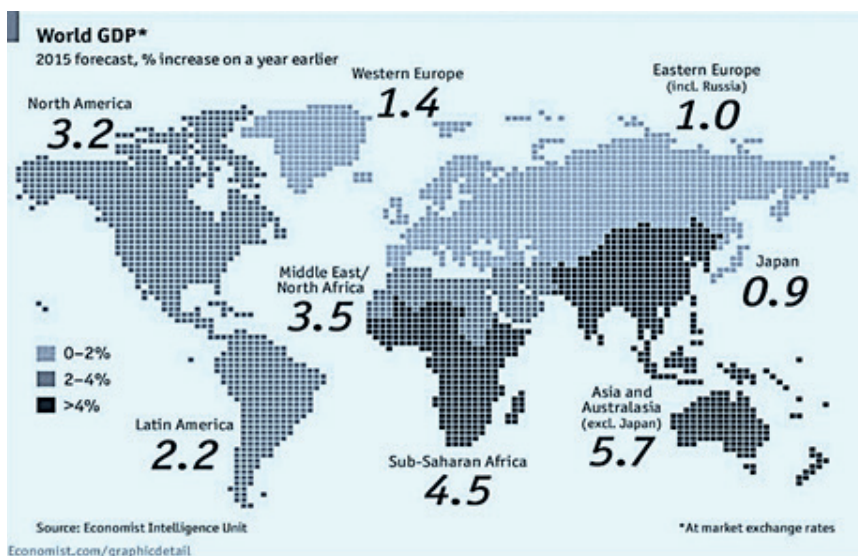 World GDP*
2015 forecast, % increase on a year earlier
North America
3.2
Western Europe
1.4
Eastern Europe
(incl. Russia)
1.0
Middle East/
North Africa
3.5
Japan
0.9
0–2%
2–4%
>4%
Latin America
2.2
Sub-Saharan Africa
4.5
Asia and
Australasia
(excl. Japan)
5.7
Source: Economist Intelligence Unit
*At market exchange rates
Economist.com/graphicdetail